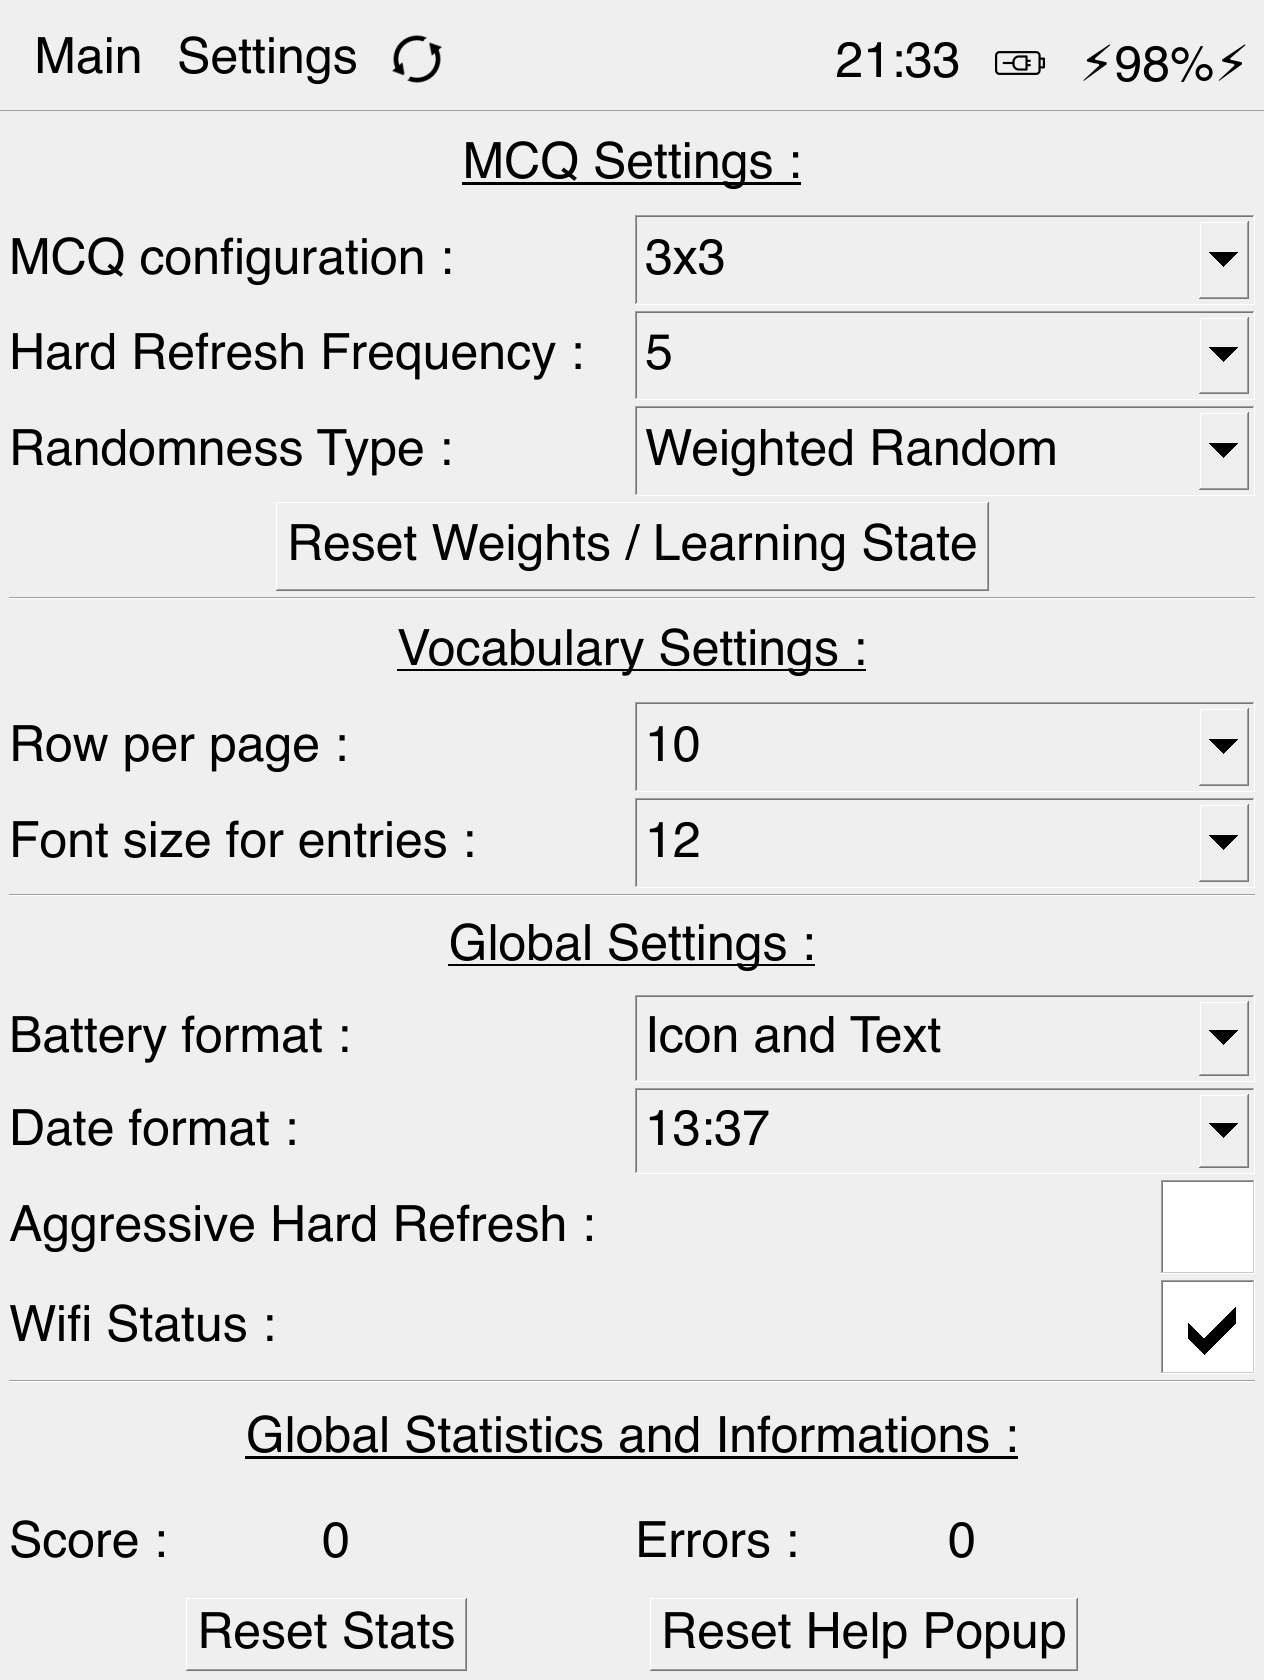 Main Settings 21:33 ⚡98%⚡
MCQ Settings :
MCQ configuration : 3x3
Hard Refresh Frequency : 5
Randomness Type : Weighted Random
Reset Weights / Learning State
Vocabulary Settings :
Row per page : 10
Font size for entries : 12
Global Settings :
Battery format : Icon and Text
Date format : 13:37
Aggressive Hard Refresh :
Wifi Status :
Global Statistics and Informations :
Score : 0 Errors : 0
Reset Stats Reset Help Popup